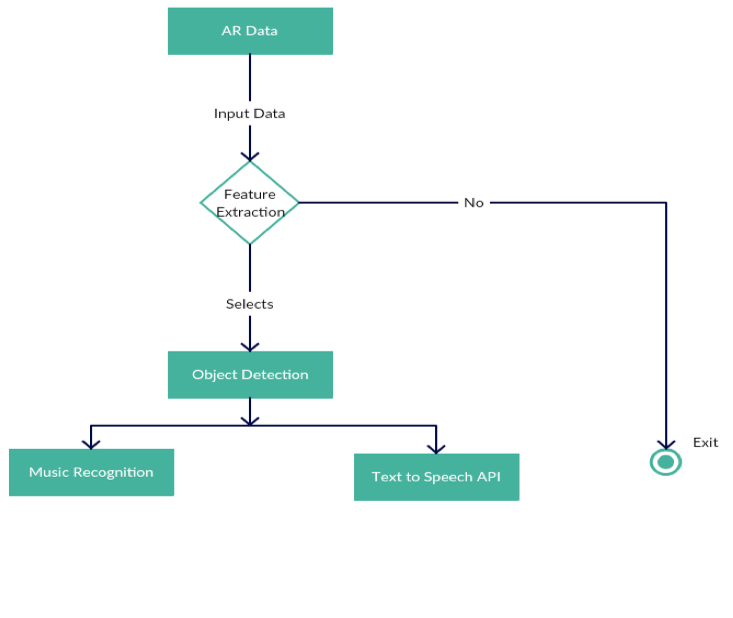 AR Data
Input Data
Feature
Extraction
No
Selects
Object Detection
Exit
Music Recognition
Text to Speech API